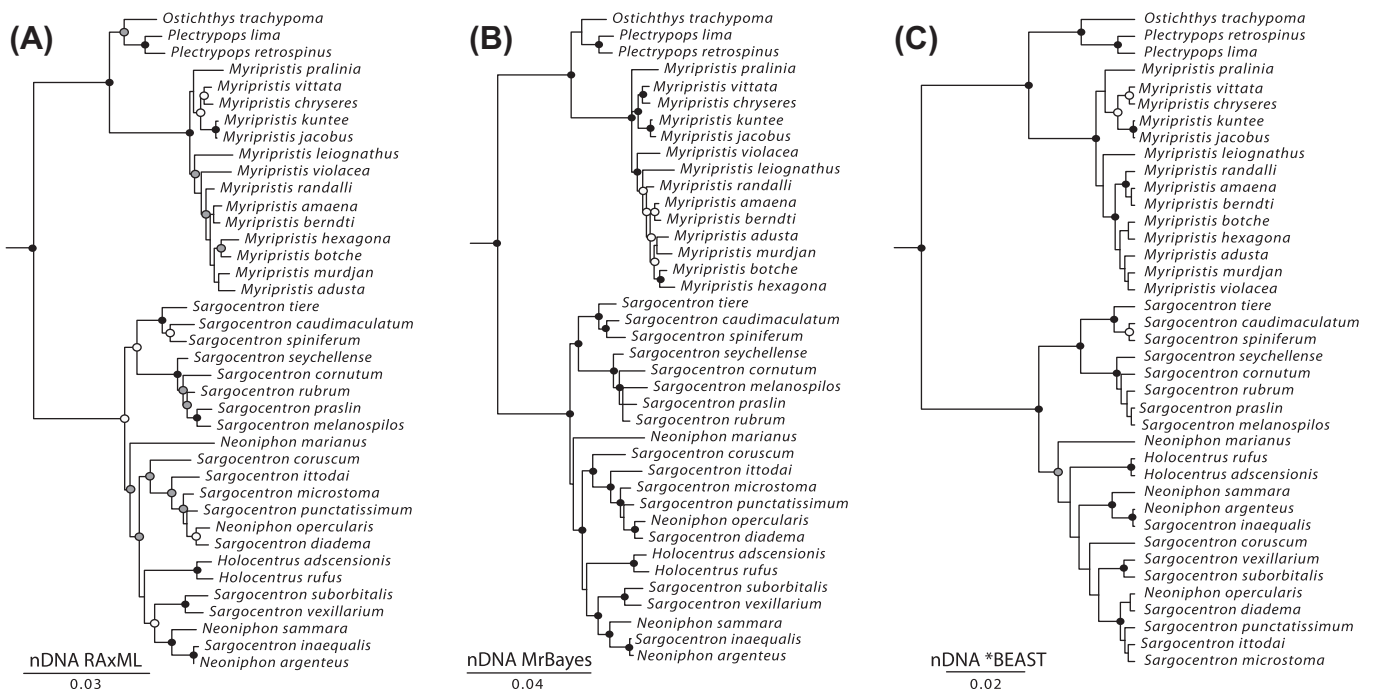 (A)
Ostichthys trachypoma
Plectrypops lima
Plectrypops retrospinus
Myripristis pralinia
Myripristis vittata
Myripristis chryseres
Myripristis kuntee
Myripristis jacobus
Myripristis leiognathus
Myripristis violacea
Myripristis randalli
Myripristis amaena
Myripristis berndti
Myripristis hexagona
Myripristis botche
Myripristis murdjan
Myripristis adusta
Sargocentron tiere
Sargocentron caudimaculatum
Sargocentron spiniferum
Sargocentron seychellense
Sargocentron cornutum
Sargocentron rubrum
Sargocentron praslin
Sargocentron melanospilos
Neoniphon marianus
Sargocentron coruscum
Sargocentron ittodai
Sargocentron microstoma
Sargocentron punctatissimum
Neoniphon opercularis
Sargocentron diadema
Holocentrus adscensionis
Holocentrus rufus
Sargocentron suborbitalis
Sargocentron vexillarium
Neoniphon sammara
Sargocentron inaequalis
Neoniphon argenteus
nDNA RAxML
0.03
(B)
Ostichthys trachypoma
Plectrypops lima
Plectrypops retrospinus
Myripristis pralinia
Myripristis vittata
Myripristis chryseres
Myripristis kuntee
Myripristis jacobus
Myripristis violacea
Myripristis leiognathus
Myripristis randalli
Myripristis amaena
Myripristis berndti
Myripristis adusta
Myripristis murdjan
Myripristis botche
Myripristis hexagona
Sargocentron tiere
Sargocentron caudimaculatum
Sargocentron spiniferum
Sargocentron seychellense
Sargocentron cornutum
Sargocentron melanospilos
Sargocentron praslin
Sargocentron rubrum
Neoniphon marianus
Sargocentron coruscum
Sargocentron ittodai
Sargocentron microstoma
Sargocentron punctatissimum
Neoniphon opercularis
Sargocentron diadema
Holocentrus adscensionis
Holocentrus rufus
Sargocentron suborbitalis
Sargocentron vexillarium
Neoniphon sammara
Sargocentron inaequalis
Neoniphon argenteus
nDNA MrBayes
0.04
(C)
Ostichthys trachypoma
Plectrypops retrospinus
Plectrypops lima
Myripristis pralinia
Myripristis vittata
Myripristis chryseres
Myripristis kuntee
Myripristis jacobus
Myripristis leiognathus
Myripristis randalli
Myripristis amaena
Myripristis berndti
Myripristis botche
Myripristis hexagona
Myripristis adusta
Myripristis murdjan
Myripristis violacea
Sargocentron tiere
Sargocentron caudimaculatum
Sargocentron spiniferum
Sargocentron seychellense
Sargocentron cornutum
Sargocentron rubrum
Sargocentron praslin
Sargocentron melanospilos
Neoniphon marianus
Holocentrus rufus
Holocentrus adscensionis
Neoniphon sammara
Neoniphon argenteus
Sargocentron inaequalis
Sargocentron coruscum
Sargocentron vexillarium
Sargocentron suborbitalis
Neoniphon opercularis
Sargocentron diadema
Sargocentron punctatissimum
Sargocentron ittodai
Sargocentron microstoma
nDNA *BEAST
0.02